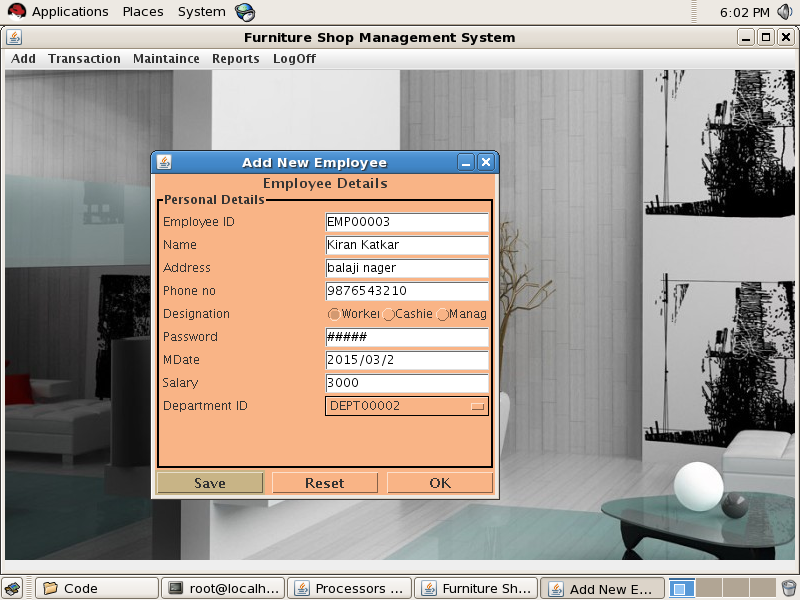 Applications Places System 6:02 PM
Furniture Shop Management System
Add Transaction Maintaince Reports LogOff
Add New Employee
Employee Details
Personal Details
Employee ID EMP00003
Name Kiran Katkar
Address balaji nager
Phone no 9876543210
Designation Worker Cashie Manag
Password #####
MDate 2015/03/2
Salary 3000
Department ID DEPT00002
Save Reset OK
Code root@localh... Processors ... Furniture Sh... Add New E...